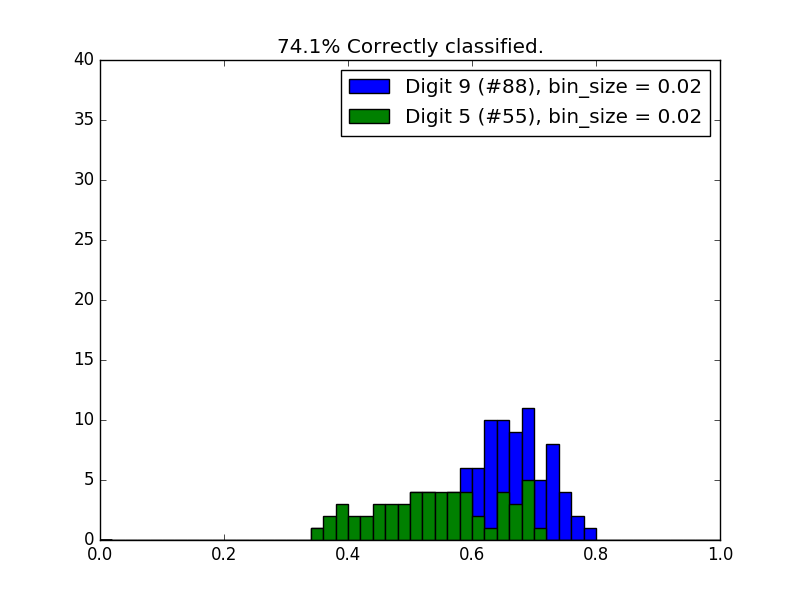 74.1% Correctly classified.
40
Digit 9 (#88), bin_size = 0.02
Digit 5 (#55), bin_size = 0.02
35
30
25
20
15
10
5
0
0.0 0.2 0.4 0.6 0.8 1.0